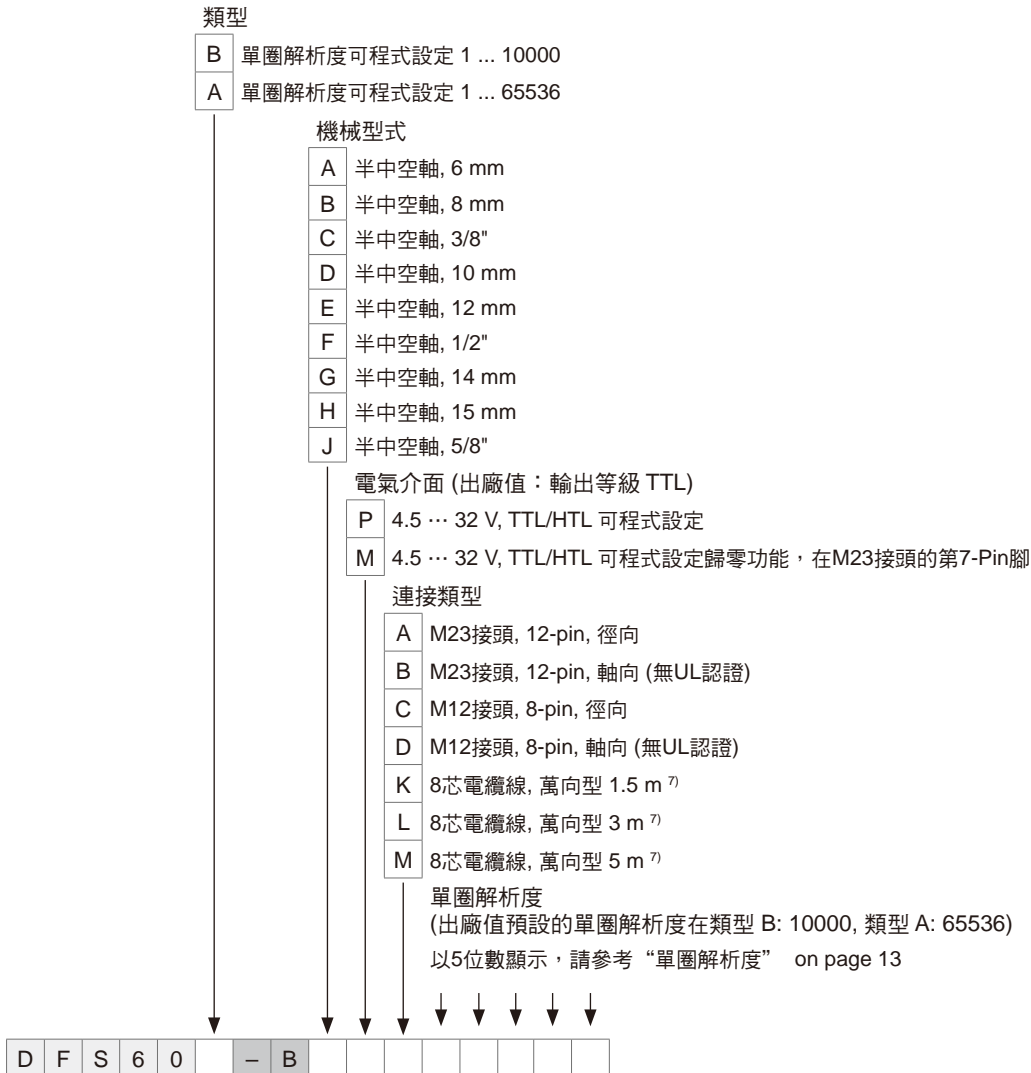 類型
B 單圈解析度可程式設定 1 ... 10000
A 單圈解析度可程式設定 1 ... 65536
機械型式
A 半中空軸, 6 mm
B 半中空軸, 8 mm
C 半中空軸, 3/8"
D 半中空軸, 10 mm
E 半中空軸, 12 mm
F 半中空軸, 1/2"
G 半中空軸, 14 mm
H 半中空軸, 15 mm
J 半中空軸, 5/8"
電氣介面 (出廠值：輸出等級 TTL)
P 4.5 ⋯ 32 V, TTL/HTL 可程式設定
M 4.5 ⋯ 32 V, TTL/HTL 可程式設定歸零功能，在M23接頭的第7-Pin腳
連接類型
A M23接頭, 12-pin, 徑向
B M23接頭, 12-pin, 軸向 (無UL認證)
C M12接頭, 8-pin, 徑向
D M12接頭, 8-pin, 軸向 (無UL認證)
K 8芯電纜線, 萬向型 1.5 m ⁷⁾
L 8芯電纜線, 萬向型 3 m ⁷⁾
M 8芯電纜線, 萬向型 5 m ⁷⁾
單圈解析度
(出廠值預設的單圈解析度在類型 B: 10000, 類型 A: 65536)
以5位數顯示，請參考“單圈解析度” on page 13
D F S 6 0 – B